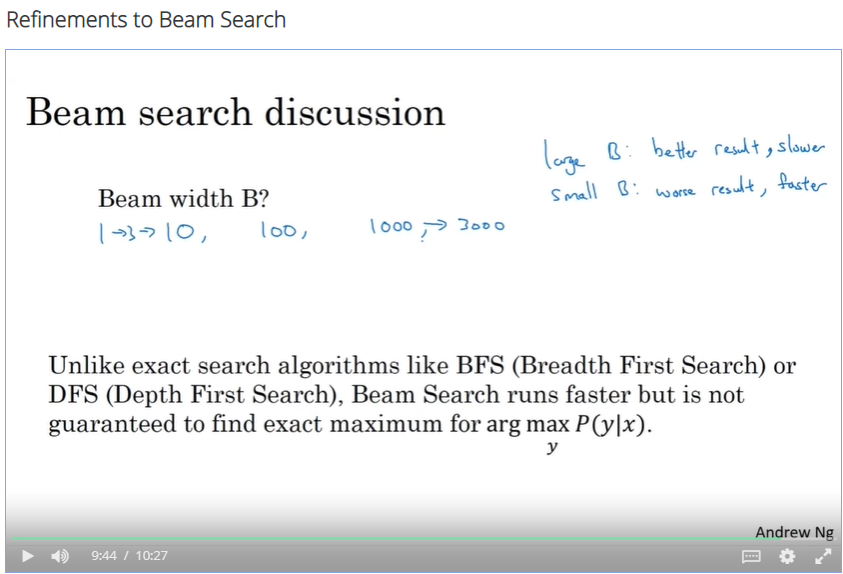 Refinements to Beam Search
Beam search discussion
large B: better result, slower
small B: worse result, faster
Beam width B?
1→3→10, 100, 1000, → 3000
Unlike exact search algorithms like BFS (Breadth First Search) or
DFS (Depth First Search), Beam Search runs faster but is not
guaranteed to find exact maximum for arg max P(y|x).
y
Andrew Ng
9:44 / 10:27